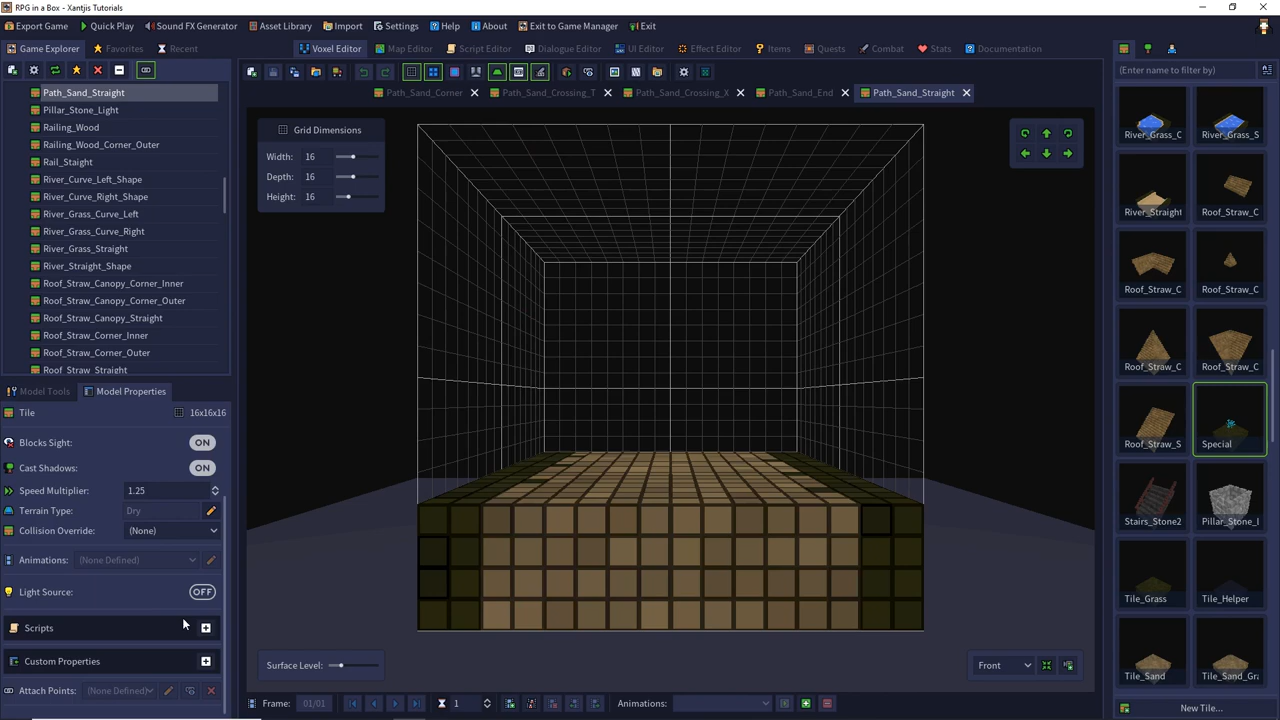 RPG in a Box - Xantjis Tutorials
Export Game Quick Play Sound FX Generator Asset Library Import Settings Help About Exit to Game Manager Exit
Game Explorer Favorites Recent Voxel Editor Map Editor Script Editor Dialogue Editor UI Editor Effect Editor Items Quests Combat Stats Documentation
Path_Sand_Corner Path_Sand_Crossing_T Path_Sand_Crossing_X Path_Sand_End Path_Sand_Straight
Path_Sand_Straight
Pillar_Stone_Light
Railing_Wood
Railing_Wood_Corner_Outer
Rail_Staight
River_Curve_Left_Shape
River_Curve_Right_Shape
River_Grass_Curve_Left
River_Grass_Curve_Right
River_Grass_Straight
River_Straight_Shape
Roof_Straw_Canopy_Corner_Inner
Roof_Straw_Canopy_Corner_Outer
Roof_Straw_Canopy_Straight
Roof_Straw_Corner_Inner
Roof_Straw_Corner_Outer
Roof_Straw_Straight
Model Tools Model Properties
Tile 16x16x16
Blocks Sight: ON
Cast Shadows: ON
Speed Multiplier: 1.25
Terrain Type: Dry
Collision Override: (None)
Animations: (None Defined)
Light Source: OFF
Scripts
Custom Properties
Attach Points: (None Defined)
Grid Dimensions
Width: 16
Depth: 16
Height: 16
Surface Level:
Front
Frame: 01/01 1 Animations:
(Enter name to filter by)
River_Grass_C River_Grass_S
River_Straight Roof_Straw_C
Roof_Straw_C Roof_Straw_C
Roof_Straw_C Roof_Straw_C
Roof_Straw_S Special
Stairs_Stone2 Pillar_Stone_l
Tile_Grass Tile_Helper
Tile_Sand Tile_Sand_Gra
New Tile...